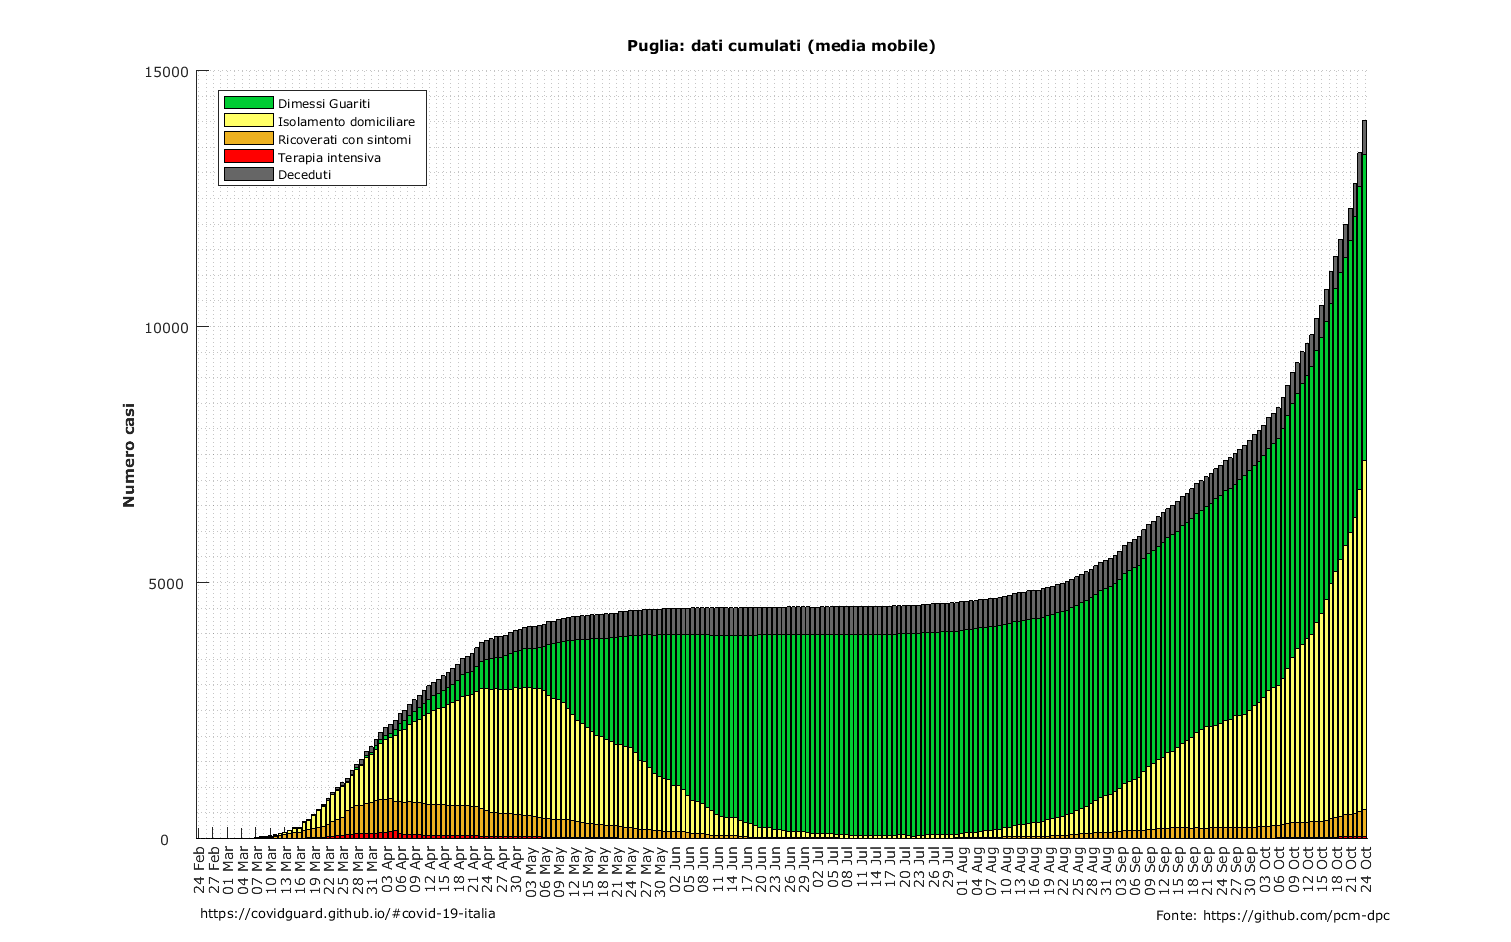 Puglia: dati cumulati (media mobile)
15000
10000
5000
0
Numero casi
Dimessi Guariti
Isolamento domiciliare
Ricoverati con sintomi
Terapia intensiva
Deceduti
24 Feb
27 Feb
01 Mar
04 Mar
07 Mar
10 Mar
13 Mar
16 Mar
19 Mar
22 Mar
25 Mar
28 Mar
31 Mar
03 Apr
06 Apr
09 Apr
12 Apr
15 Apr
18 Apr
21 Apr
24 Apr
27 Apr
30 Apr
03 May
06 May
09 May
12 May
15 May
18 May
21 May
24 May
27 May
30 May
02 Jun
05 Jun
08 Jun
11 Jun
14 Jun
17 Jun
20 Jun
23 Jun
26 Jun
29 Jun
02 Jul
05 Jul
08 Jul
11 Jul
14 Jul
17 Jul
20 Jul
23 Jul
26 Jul
29 Jul
01 Aug
04 Aug
07 Aug
10 Aug
13 Aug
16 Aug
19 Aug
22 Aug
25 Aug
28 Aug
31 Aug
03 Sep
06 Sep
09 Sep
12 Sep
15 Sep
18 Sep
21 Sep
24 Sep
27 Sep
30 Sep
03 Oct
06 Oct
09 Oct
12 Oct
15 Oct
18 Oct
21 Oct
24 Oct
https://covidguard.github.io/#covid-19-italia
Fonte: https://github.com/pcm-dpc